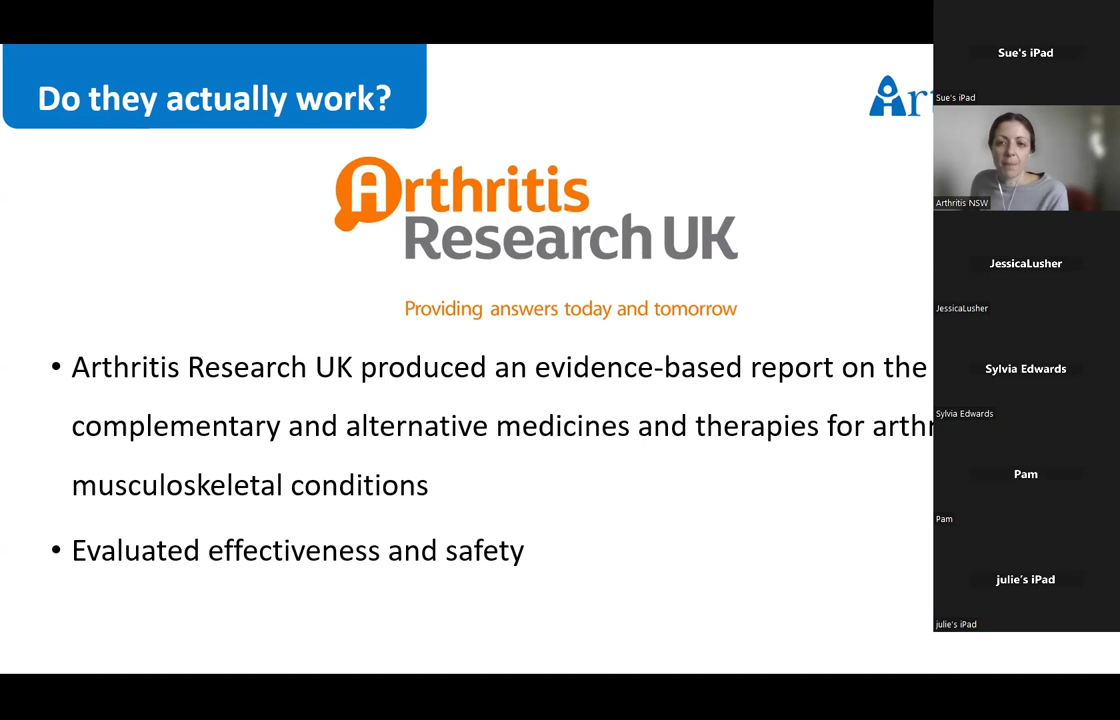 Do they actually work?
Arthritis
Research UK
Providing answers today and tomorrow
• Arthritis Research UK produced an evidence-based report on the
complementary and alternative medicines and therapies for arthr
musculoskeletal conditions
• Evaluated effectiveness and safety
Art
Sue's iPad
Sue's iPad
Arthritis NSW
JessicaLusher
JessicaLusher
Sylvia Edwards
Sylvia Edwards
Pam
Pam
julie's iPad
julie's iPad